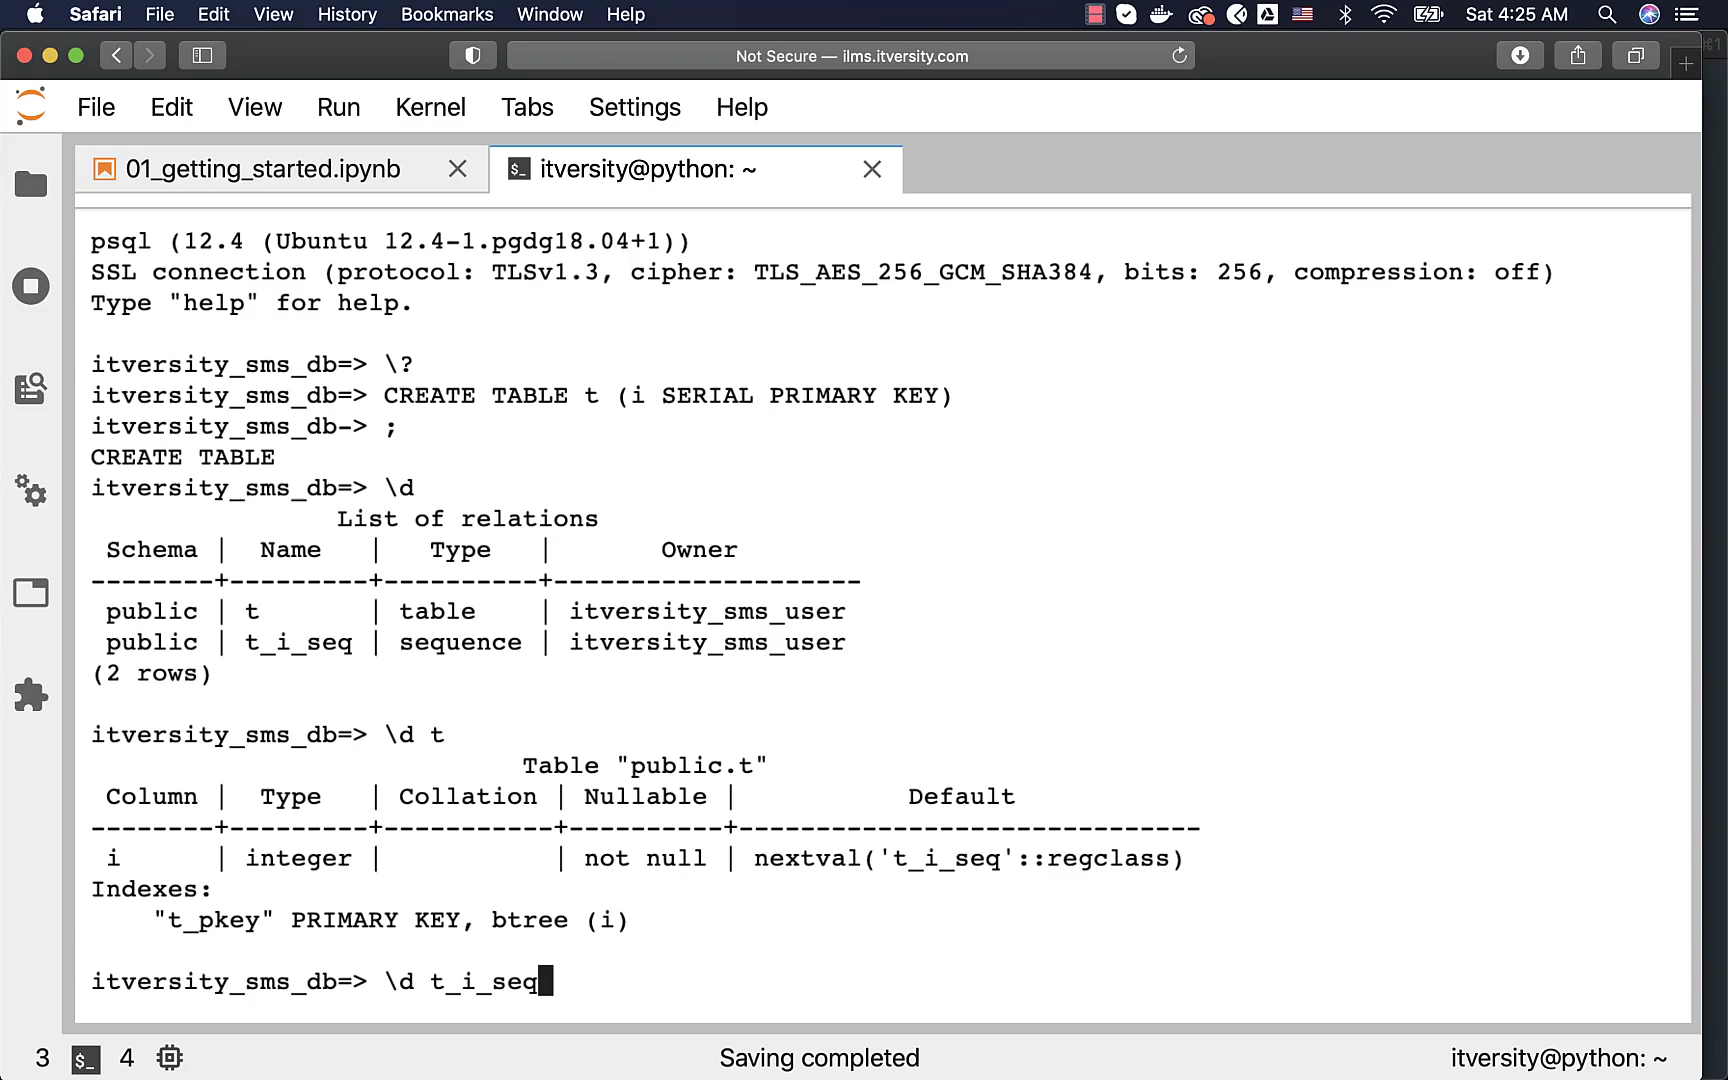 Safari File Edit View History Bookmarks Window Help Sat 4:25 AM
Not Secure — ilms.itversity.com
⌘1
File Edit View Run Kernel Tabs Settings Help
01_getting_started.ipynb
itversity@python: ~
psql (12.4 (Ubuntu 12.4-1.pgdg18.04+1))
SSL connection (protocol: TLSv1.3, cipher: TLS_AES_256_GCM_SHA384, bits: 256, compression: off)
Type "help" for help.
itversity_sms_db=> \?
itversity_sms_db=> CREATE TABLE t (i SERIAL PRIMARY KEY)
itversity_sms_db-> ;
CREATE TABLE
itversity_sms_db=> \d
List of relations
Schema | Name | Type | Owner
--------+---------+----------+--------------------
public | t | table | itversity_sms_user
public | t_i_seq | sequence | itversity_sms_user
(2 rows)
itversity_sms_db=> \d t
Table "public.t"
Column | Type | Collation | Nullable | Default
--------+---------+-----------+----------+------------------------------
i | integer | | not null | nextval('t_i_seq'::regclass)
Indexes:
"t_pkey" PRIMARY KEY, btree (i)
itversity_sms_db=> \d t_i_seq
3 $_ 4 Saving completed itversity@python: ~